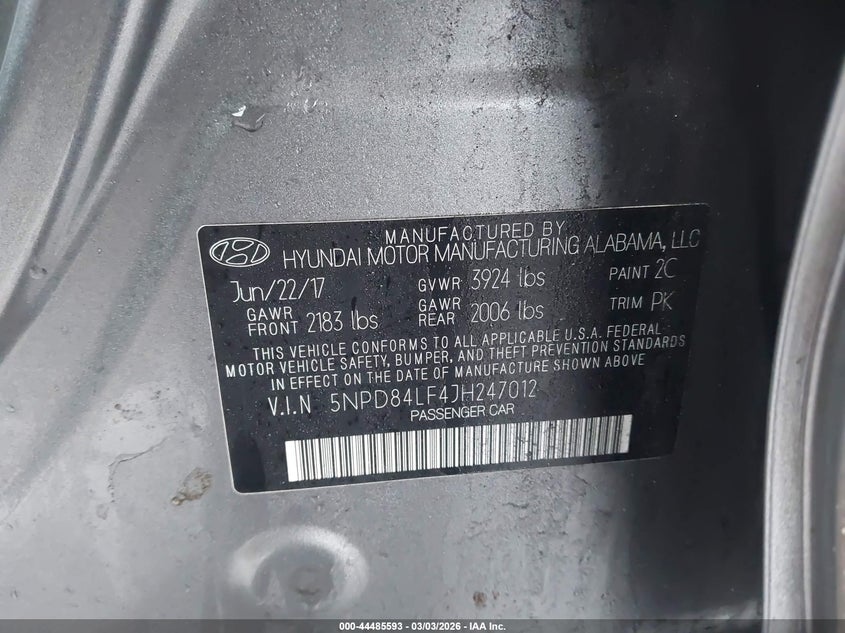 MANUFACTURED BY
HYUNDAI MOTOR MANUFACTURING ALABAMA, LLC
Jun/22/17 GVWR 3924 lbs PAINT 2C
GAWR FRONT 2183 lbs GAWR REAR 2006 lbs TRIM PK
THIS VEHICLE CONFORMS TO ALL APPLICABLE U.S.A. FEDERAL
MOTOR VEHICLE SAFETY, BUMPER, AND THEFT PREVENTION STANDARDS
IN EFFECT ON THE DATE OF MANUFACTURE SHOWN ABOVE
V.I.N 5NPD84LF4JH247012
PASSENGER CAR
000-44485593 - 03/03/2026 - IAA Inc.